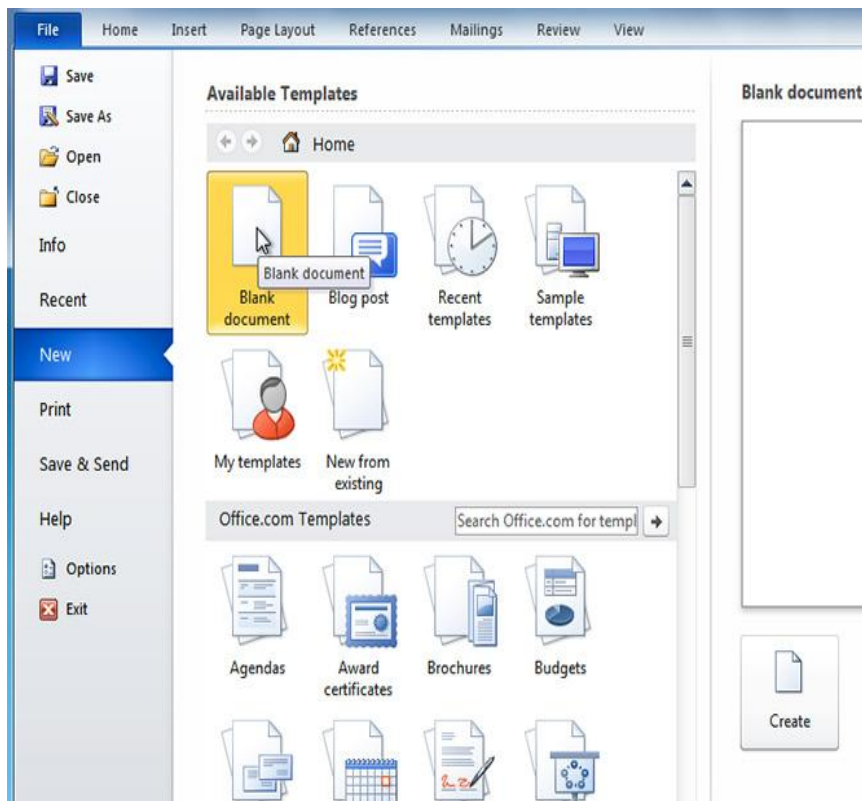 File Home Insert Page Layout References Mailings Review View
Save
Save As
Open
Close
Info
Recent
New
Print
Save & Send
Help
Options
Exit
Available Templates
Home
Blank document
Blank
document
Blog post
Recent
templates
Sample
templates
My templates
New from
existing
Office.com Templates
Search Office.com for templ
Agendas
Award
certificates
Brochures
Budgets
Blank document
Create